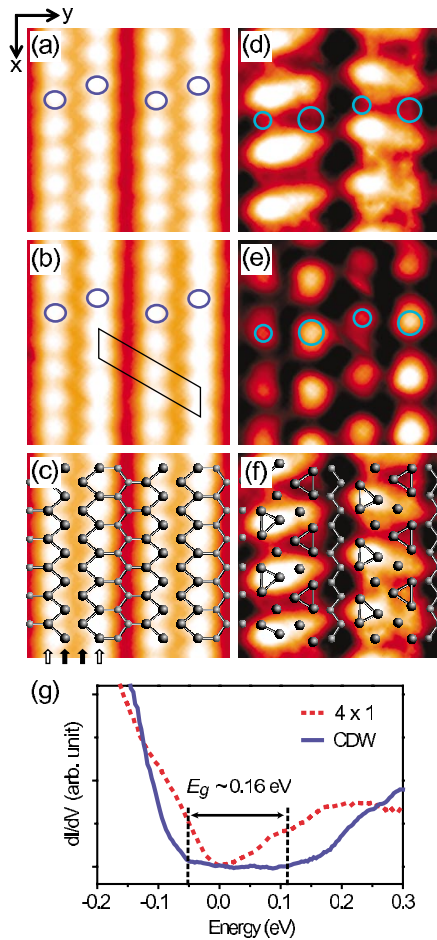 y
x
(a)
(d)
(b)
(e)
(c)
(f)
(g)
4 x 1
CDW
Eg ~0.16 eV
dI/dV (arb. unit)
-0.2 -0.1 0.0 0.1 0.2 0.3
Energy (eV)